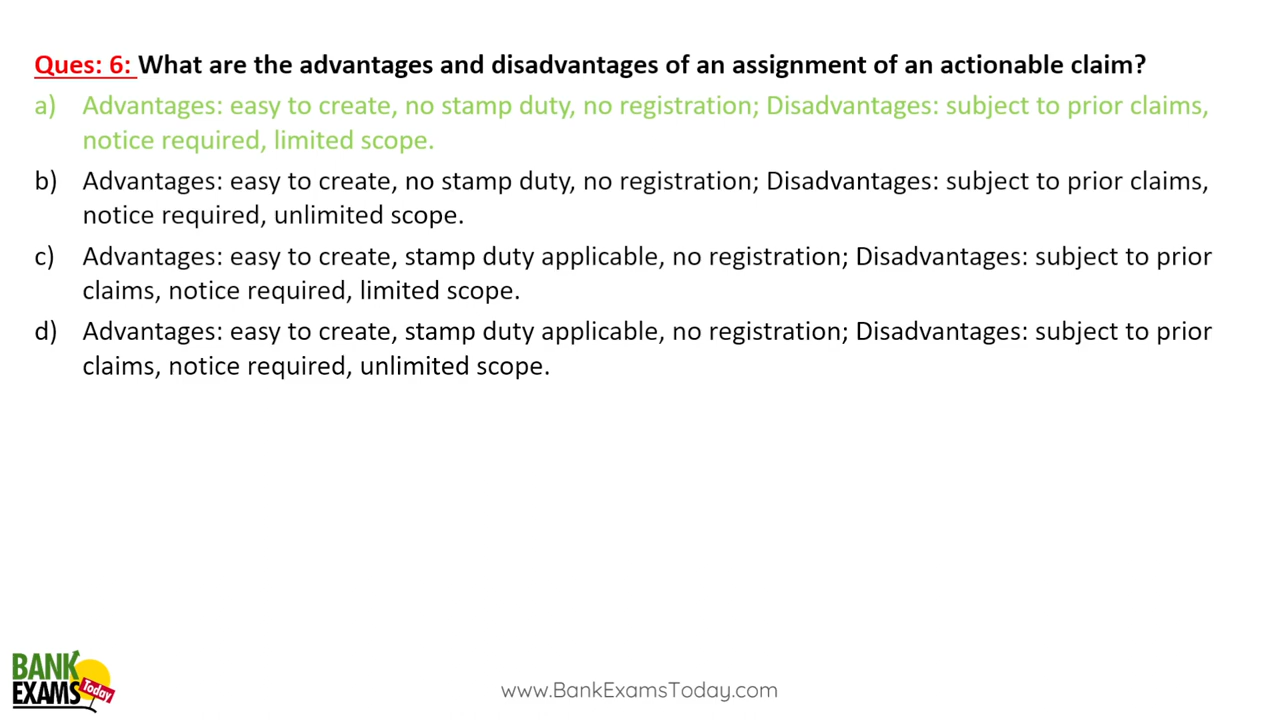 Ques: 6: What are the advantages and disadvantages of an assignment of an actionable claim?
a) Advantages: easy to create, no stamp duty, no registration; Disadvantages: subject to prior claims,
notice required, limited scope.
b) Advantages: easy to create, no stamp duty, no registration; Disadvantages: subject to prior claims,
notice required, unlimited scope.
c) Advantages: easy to create, stamp duty applicable, no registration; Disadvantages: subject to prior
claims, notice required, limited scope.
d) Advantages: easy to create, stamp duty applicable, no registration; Disadvantages: subject to prior
claims, notice required, unlimited scope.
BANK
EXAMS Today
www.BankExamsToday.com